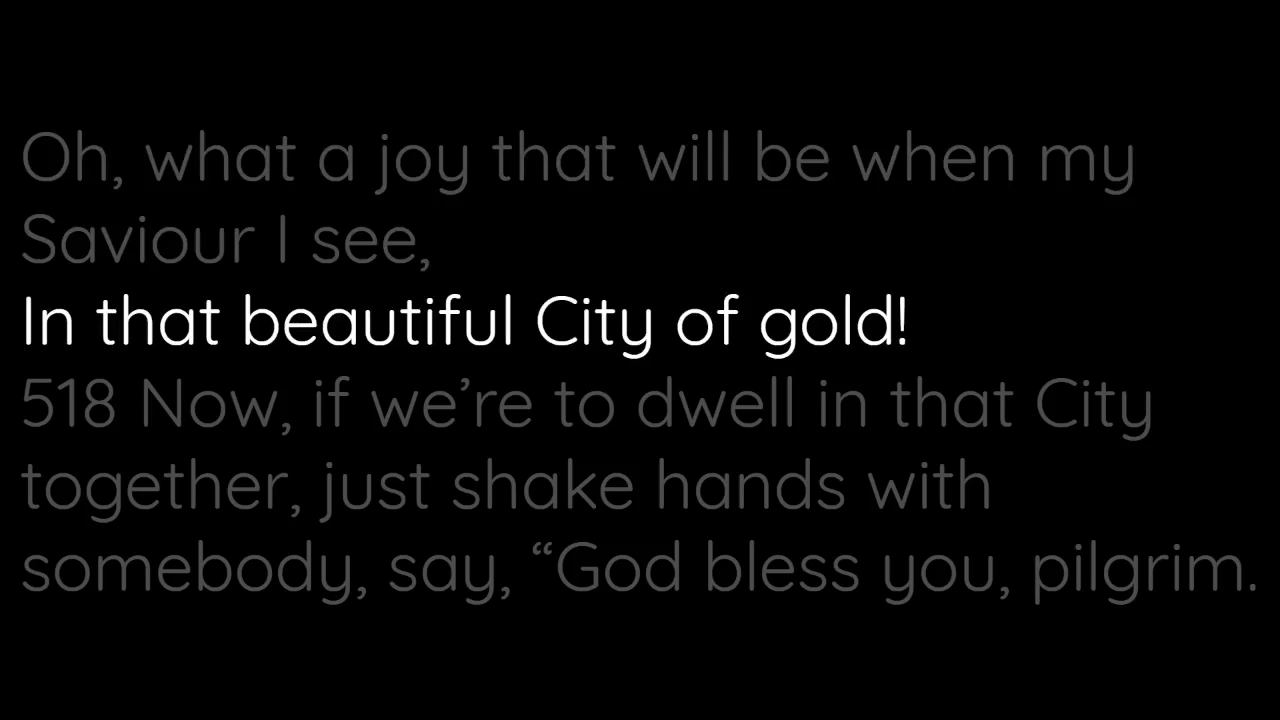 Oh, what a joy that will be when my
Saviour I see,
In that beautiful City of gold!
518 Now, if we’re to dwell in that City
together, just shake hands with
somebody, say, “God bless you, pilgrim.